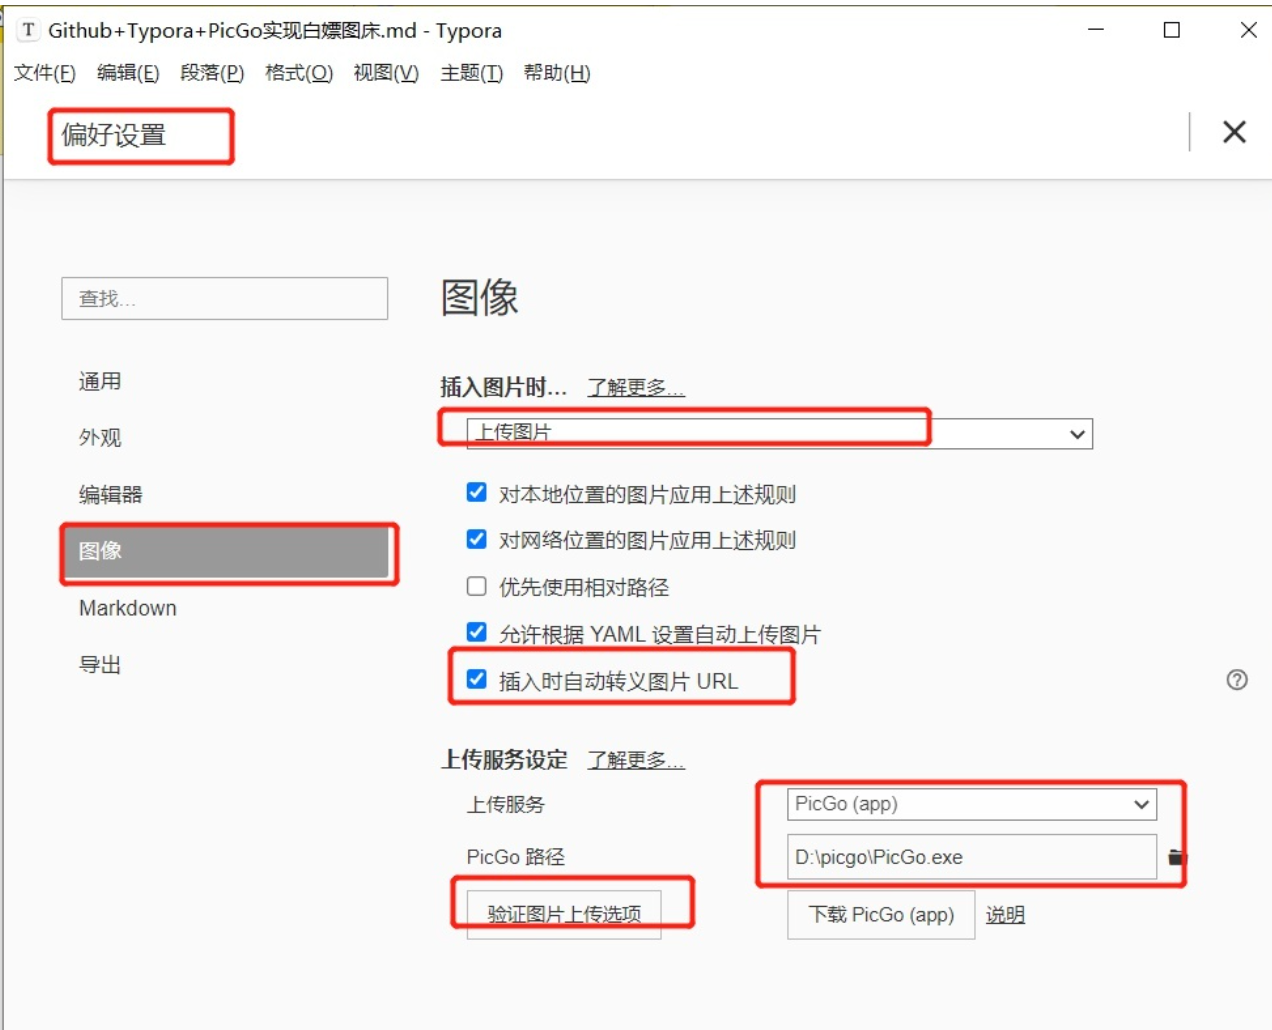 Github+Typora+PicGo实现白嫖图床.md - Typora
文件(F) 编辑(E) 段落(P) 格式(O) 视图(V) 主题(T) 帮助(H)
偏好设置
查找...
通用
外观
编辑器
图像
Markdown
导出
图像
插入图片时... 了解更多...
上传图片
对本地位置的图片应用上述规则
对网络位置的图片应用上述规则
优先使用相对路径
允许根据 YAML 设置自动上传图片
插入时自动转义图片 URL
上传服务设定 了解更多...
上传服务 PicGo (app)
PicGo 路径 D:\picgo\PicGo.exe
验证图片上传选项 下载 PicGo (app) 说明